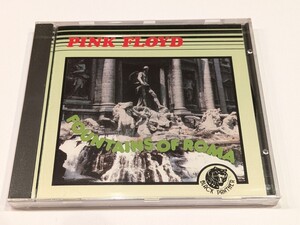 PINK FLOYD
FOUNTAINS OF ROMA
BLACK PANTHER